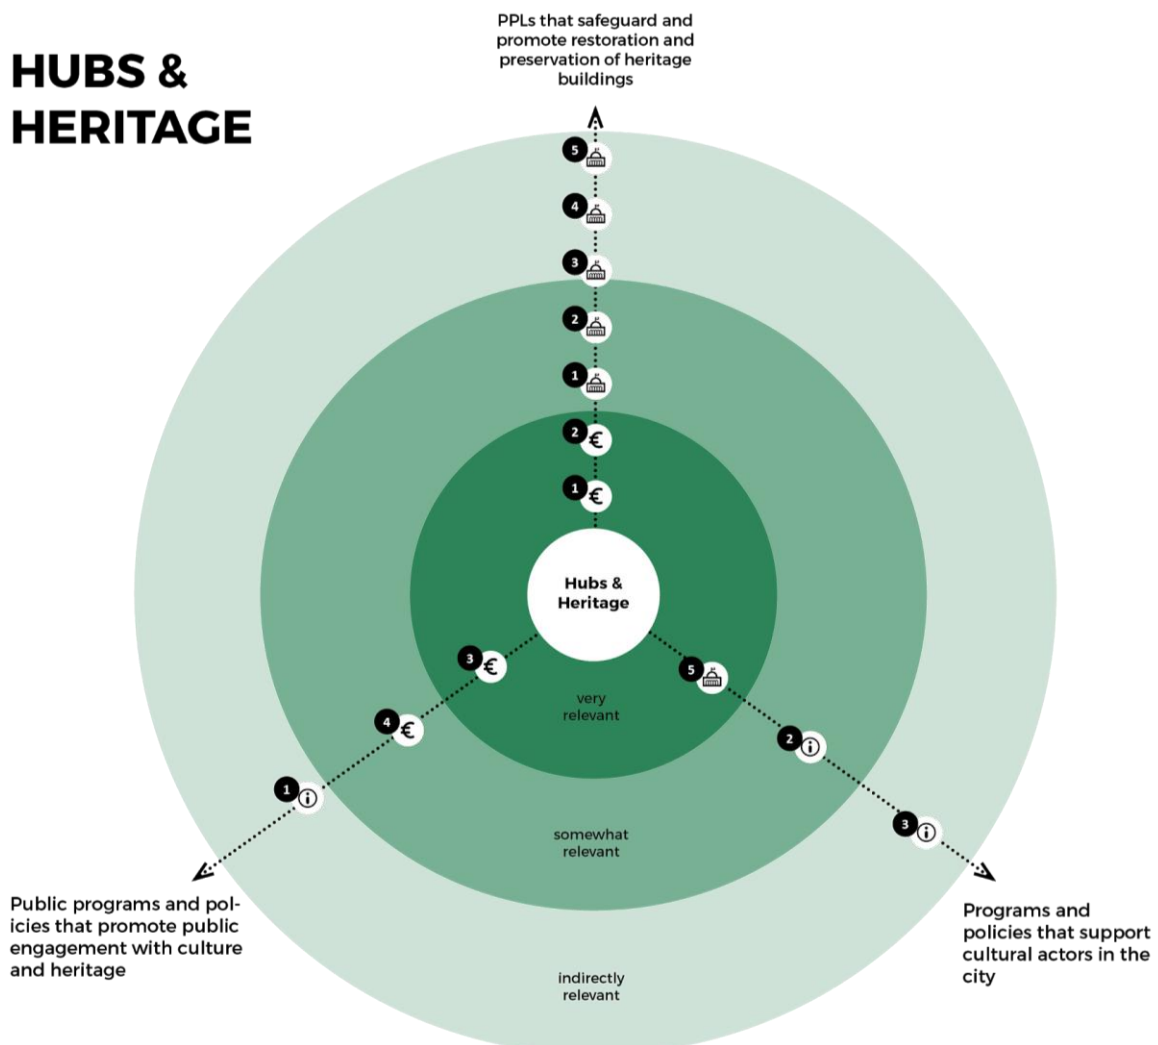 HUBS &
HERITAGE
PPLs that safeguard and
promote restoration and
preservation of heritage
buildings
5
4
3
2
1
2 €
1 €
Hubs &
Heritage
3 €
5
4 €
2 i
1 i
3 i
very
relevant
somewhat
relevant
indirectly
relevant
Public programs and pol-
icies that promote public
engagement with culture
and heritage
Programs and
policies that support
cultural actors in the
city